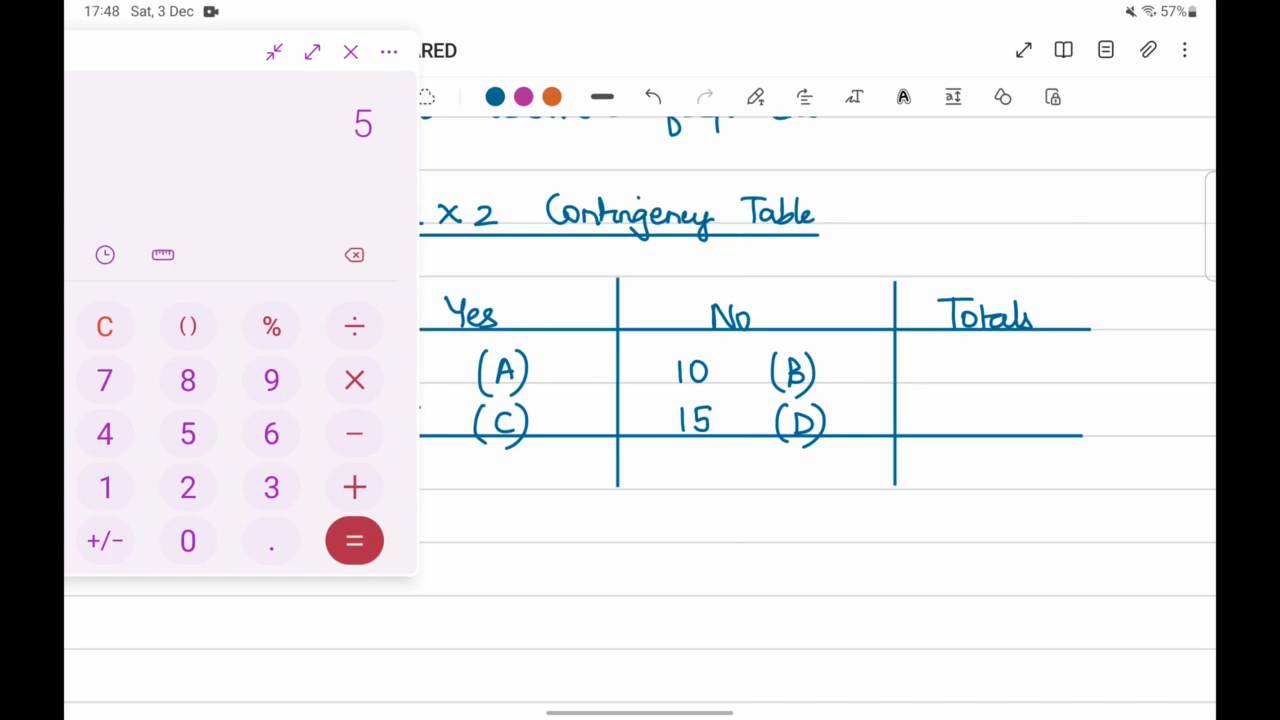 17:48 Sat, 3 Dec 57%
RED
5
x 2 Contingency Table
Yes No Totals
(A) 10 (B)
(C) 15 (D)
C () % ÷
7 8 9 ×
4 5 6 −
1 2 3 +
+/− 0 . =